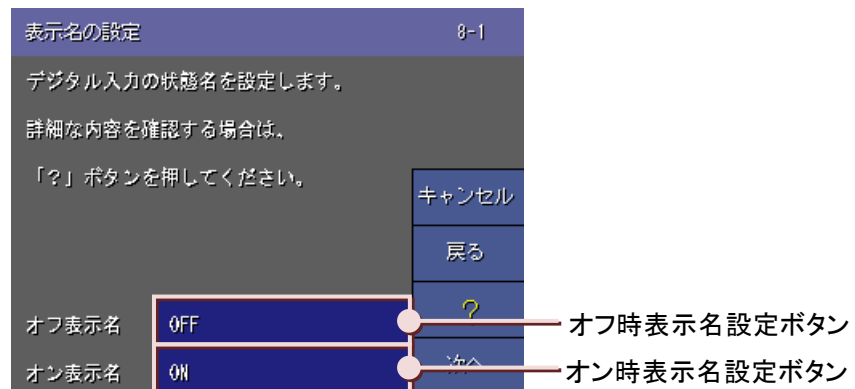 表示名の設定 8-1
デジタル入力の状態名を設定します。
詳細な内容を確認する場合は、
「?」ボタンを押してください。
キャンセル
戻る
?
オフ表示名 OFF
オフ時表示名設定ボタン
オン表示名 ON
次へ
オン時表示名設定ボタン